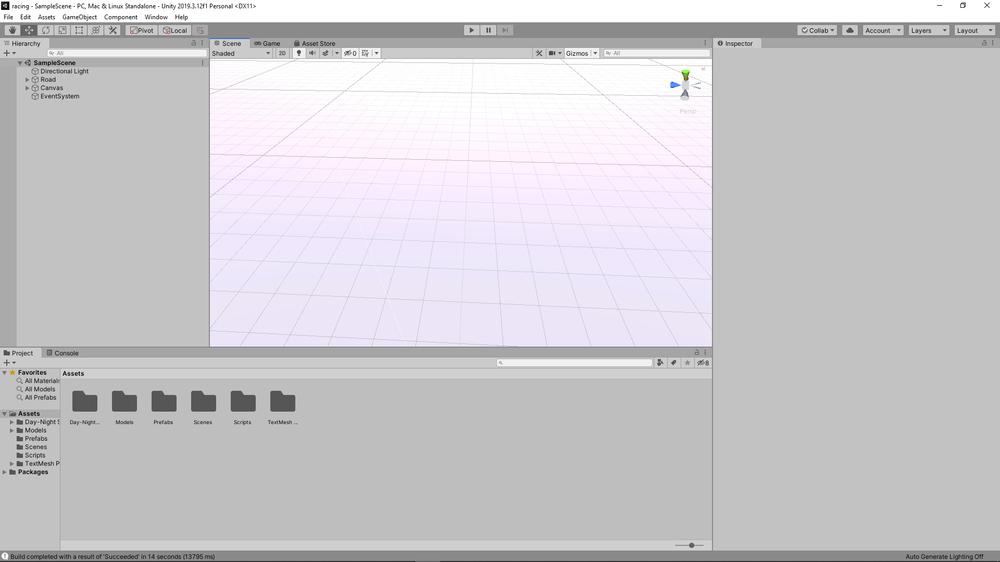 racing - SampleScene - PC, Mac & Linux Standalone - Unity 2019.3.12f1 Personal <DX11>
File Edit Assets GameObject Component Window Help
Pivot Local Collab Account Layers Layout
Hierarchy
All
SampleScene
Directional Light
Road
Canvas
EventSystem
Scene Game Asset Store
Shaded 2D 0 Gizmos All
Persp
Inspector
Project Console
8
Favorites
All Materials
All Models
All Prefabs
Assets
Day-Night S
Models
Prefabs
Scenes
Scripts
TextMesh P
Packages
Assets
Day-Night... Models Prefabs Scenes Scripts TextMesh ...
Build completed with a result of 'Succeeded' in 14 seconds (13795 ms)
Auto Generate Lighting Off